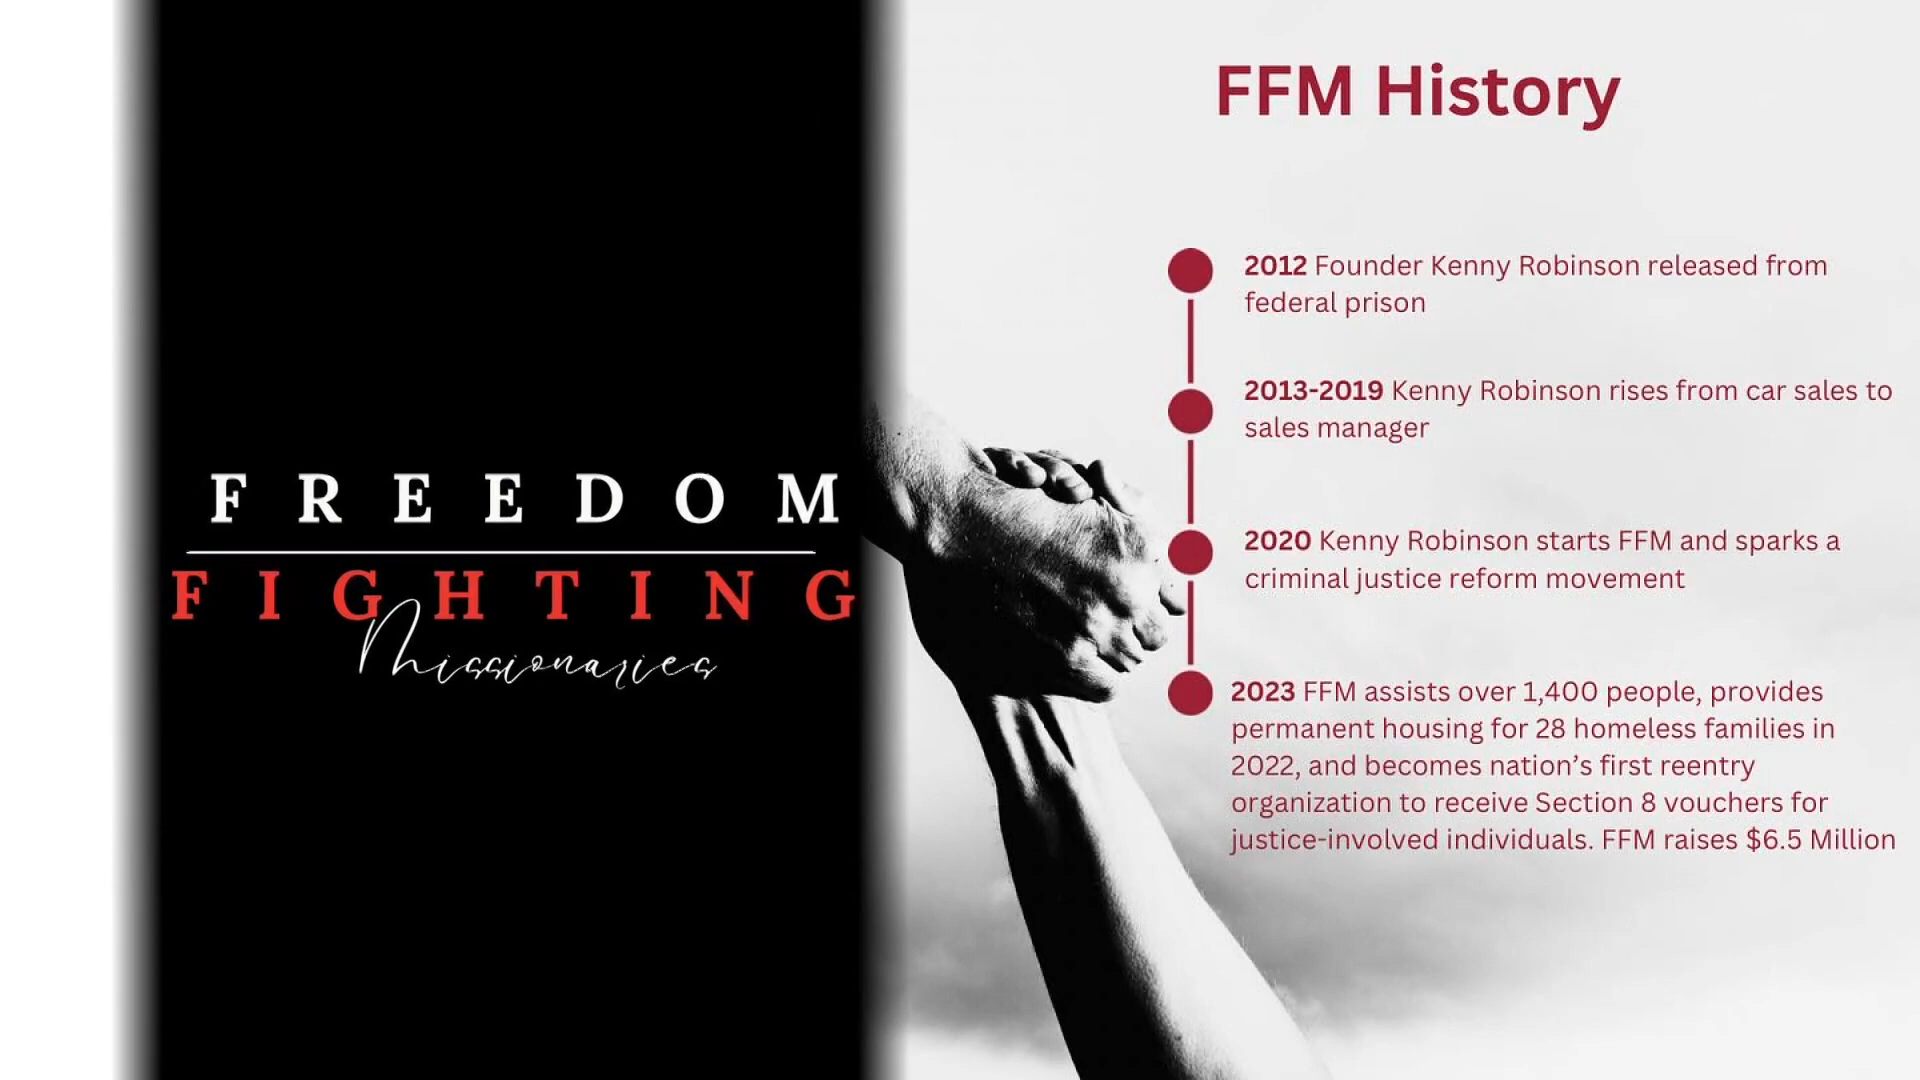 FREEDOM
FIGHTING
Missionaries
FFM History
2012 Founder Kenny Robinson released from
federal prison
2013-2019 Kenny Robinson rises from car sales to
sales manager
2020 Kenny Robinson starts FFM and sparks a
criminal justice reform movement
2023 FFM assists over 1,400 people, provides
permanent housing for 28 homeless families in
2022, and becomes nation’s first reentry
organization to receive Section 8 vouchers for
justice-involved individuals. FFM raises $6.5 Million